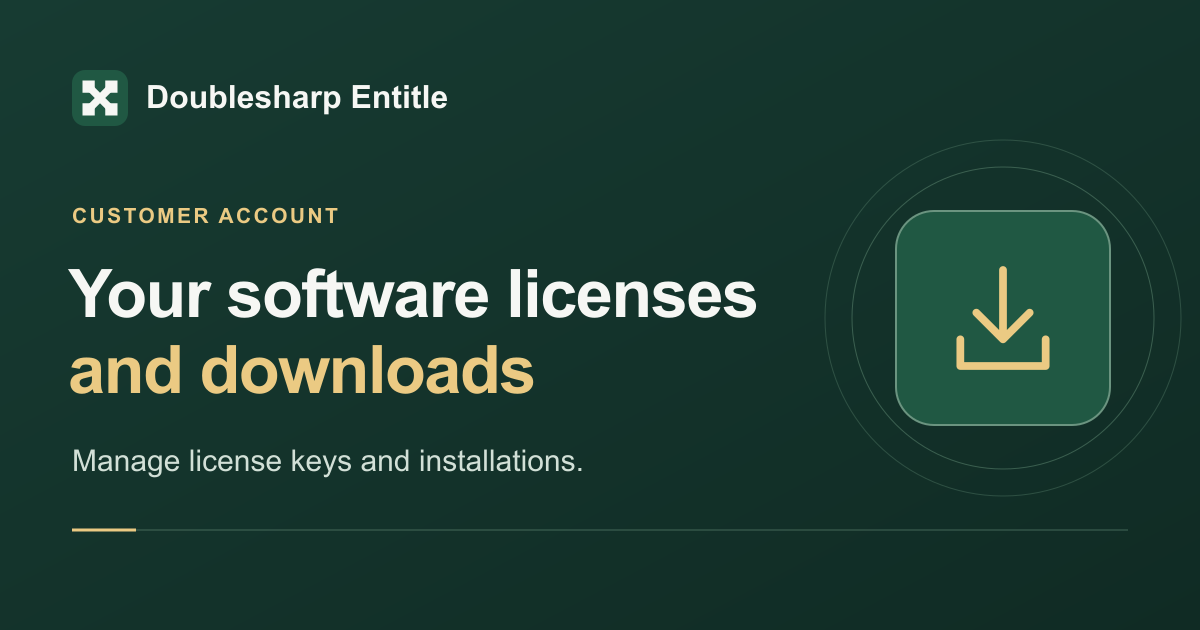 Doublesharp Entitle
CUSTOMER ACCOUNT
Your software licenses
and downloads
Manage license keys and installations.